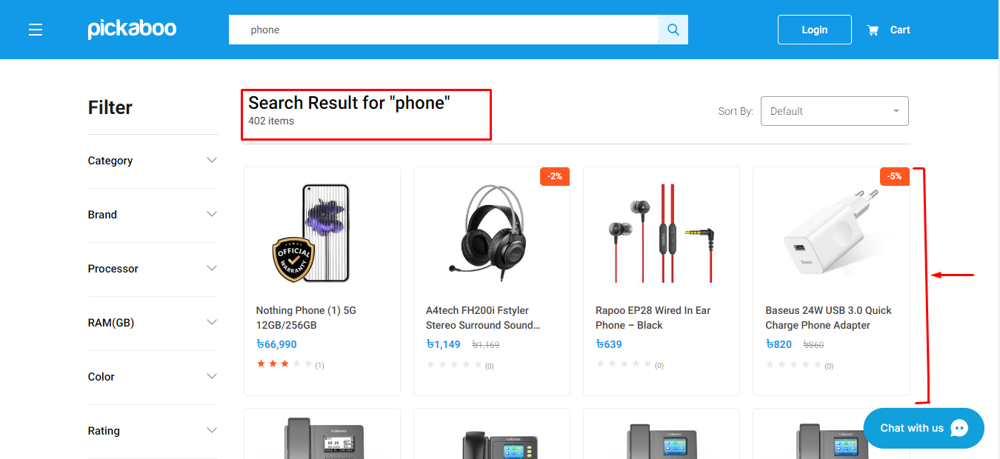 pickaboo
phone
Login
Cart
Filter
Search Result for "phone"
402 items
Sort By:
Default
Category
Brand
Processor
RAM(GB)
Color
Rating
OFFICIAL
WARRANTY
Nothing Phone (1) 5G
12GB/256GB
৳66,990
(1)
-2%
A4tech FH200i Fstyler
Stereo Surround Sound...
৳1,149 ৳1,169
(0)
Rapoo EP28 Wired In Ear
Phone – Black
৳639
(0)
-5%
Baseus
Baseus 24W USB 3.0 Quick
Charge Phone Adapter
৳820 ৳860
(0)
Chat with us